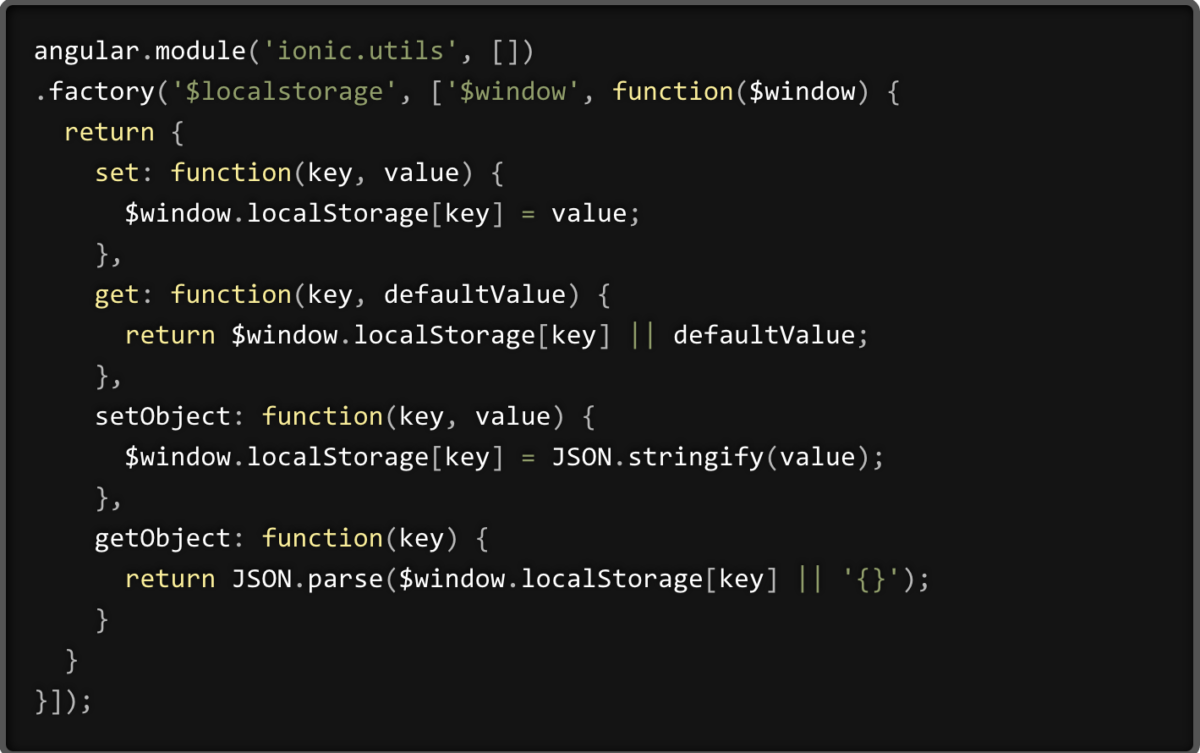 angular.module('ionic.utils', [])
.factory('$localstorage', ['$window', function($window) {
  return {
    set: function(key, value) {
      $window.localStorage[key] = value;
    },
    get: function(key, defaultValue) {
      return $window.localStorage[key] || defaultValue;
    },
    setObject: function(key, value) {
      $window.localStorage[key] = JSON.stringify(value);
    },
    getObject: function(key) {
      return JSON.parse($window.localStorage[key] || '{}');
    }
  }
}]);